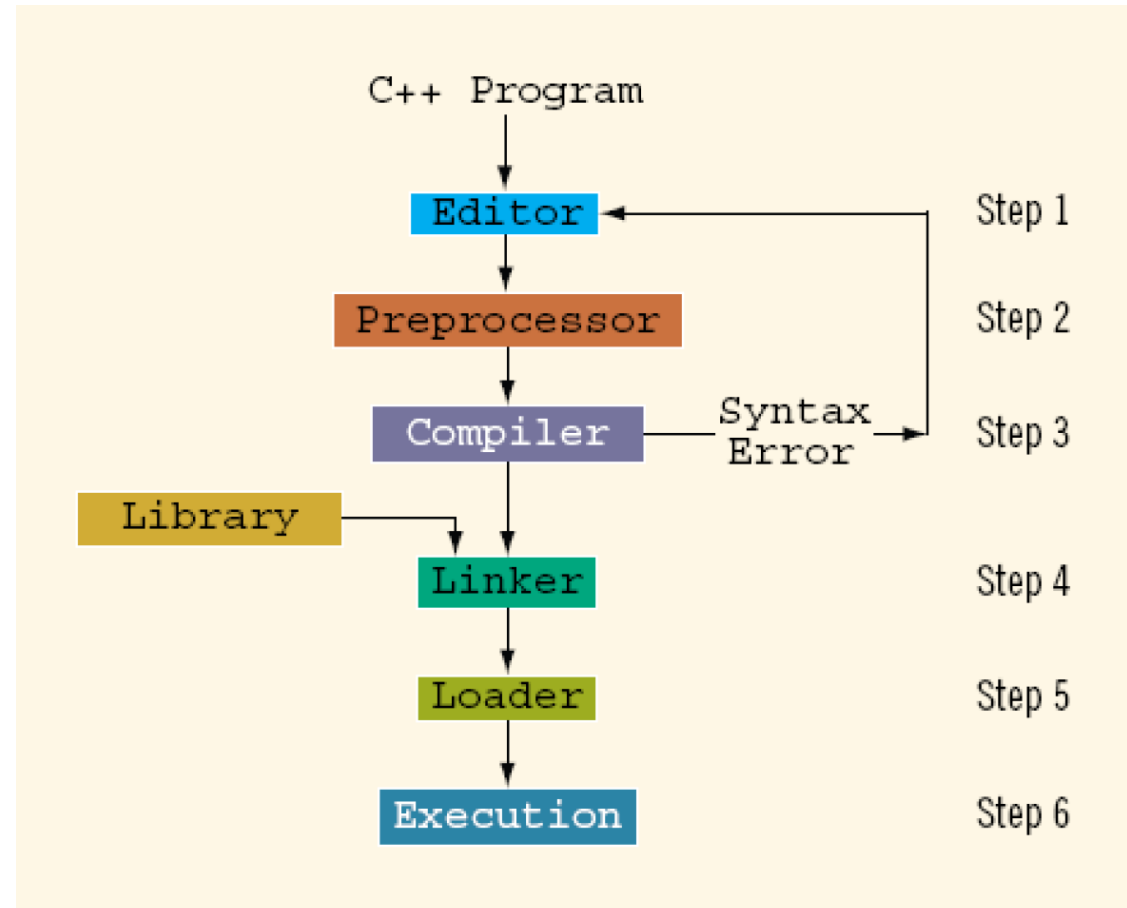 C++ Program
Editor
Step 1
Preprocessor
Step 2
Compiler
Syntax
Error
Step 3
Library
Linker
Step 4
Loader
Step 5
Execution
Step 6